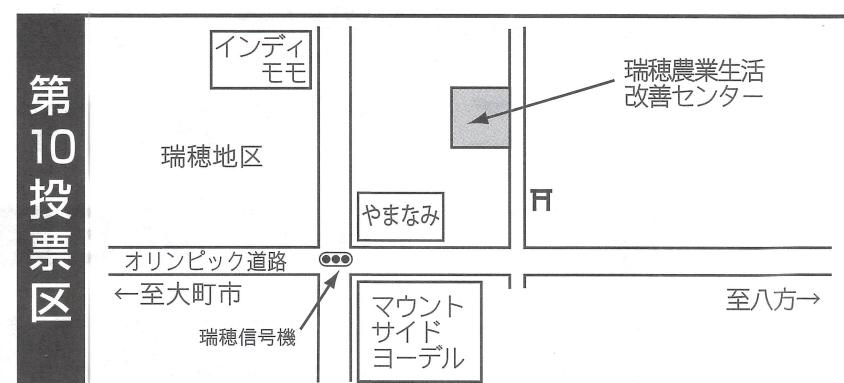 第10投票区
インディ
モモ
瑞穂農業生活
改善センター
瑞穂地区
やまなみ
オリンピック道路
←至大町市
至八方→
瑞穂信号機
マウント
サイド
ヨーデル